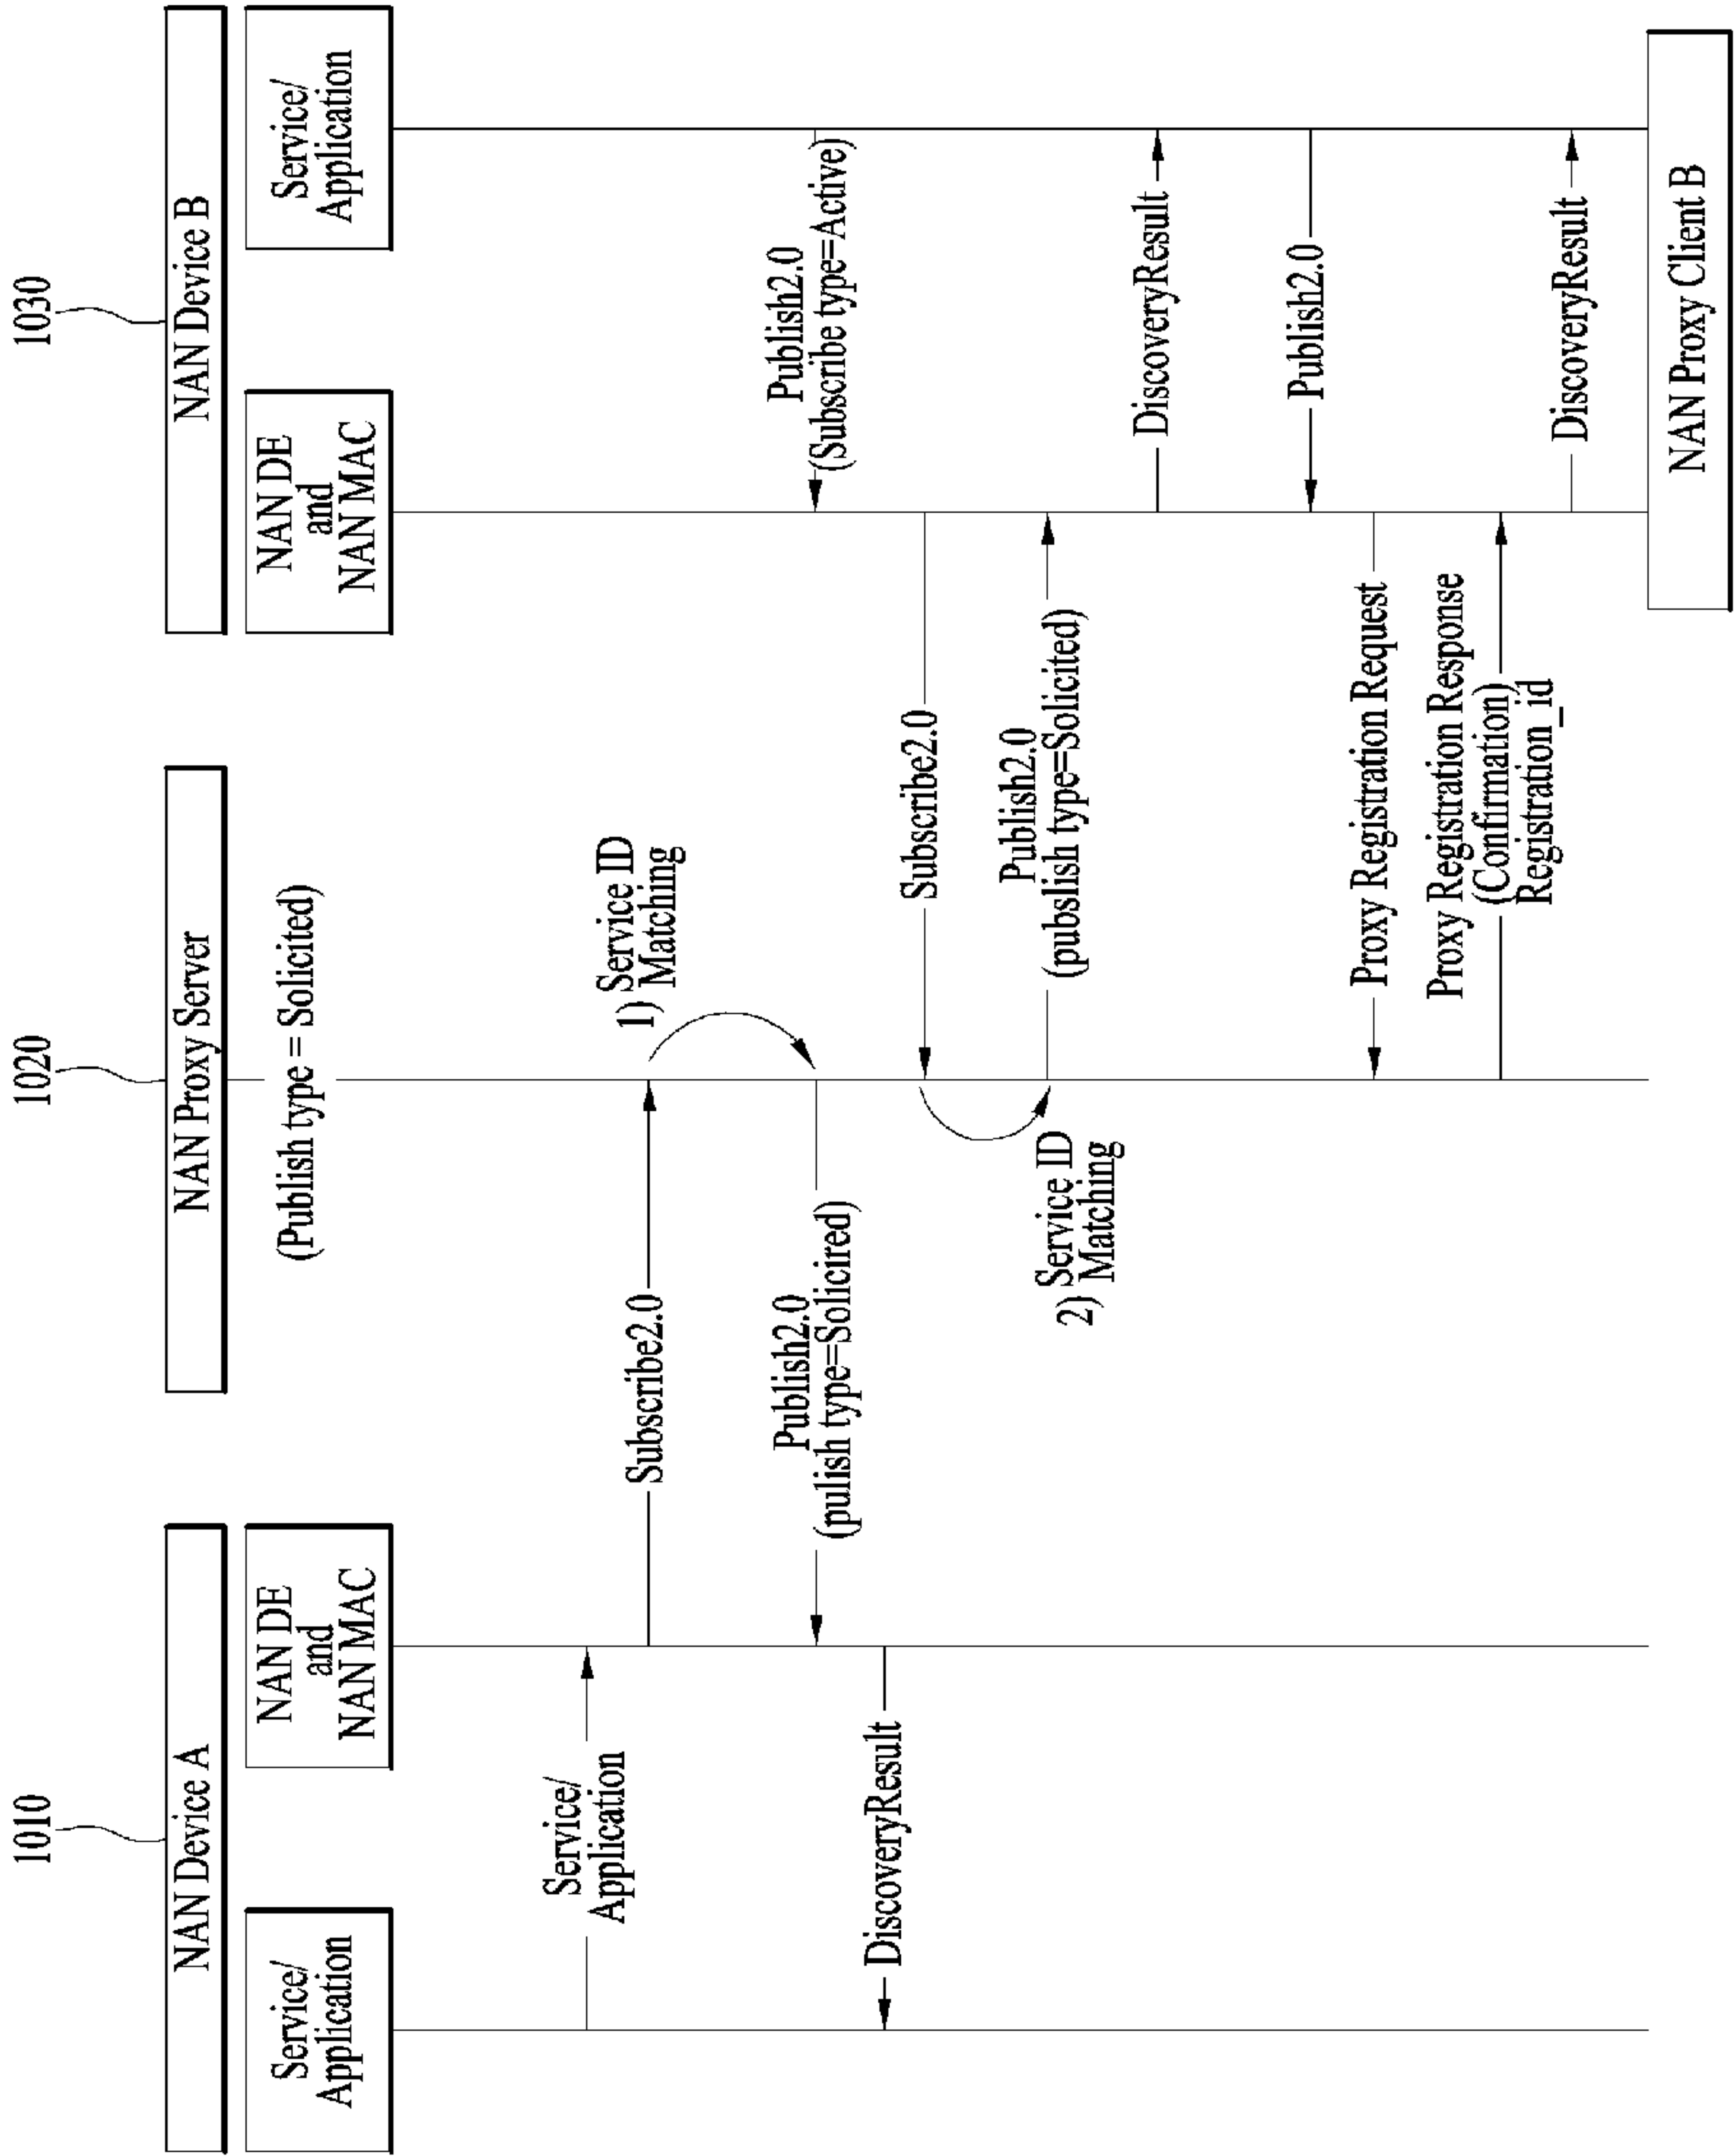 1010
1020
1030
NAN Device A
NAN Proxy Server
NAN Device B
Service/
Application
NAN DE
and
NAN MAC
(Publish type = Solicited)
NAN DE
and
NAN MAC
Service/
Application
Service/
Application
Subscribe2.0
1) Service ID
Matching
Publish2.0
(pulish type=Solicired)
Publish2.0
(Subscribe type=Active)
DiscoveryResult
Subscribe2.0
2) Service ID
Matching
Publish2.0
(pubslish type=Solicited)
DiscoveryResult
Publish2.0
Proxy Registration Request
Proxy Registration Response
(Confirmation)
Registration_id
DiscoveryResult
NAN Proxy Client B